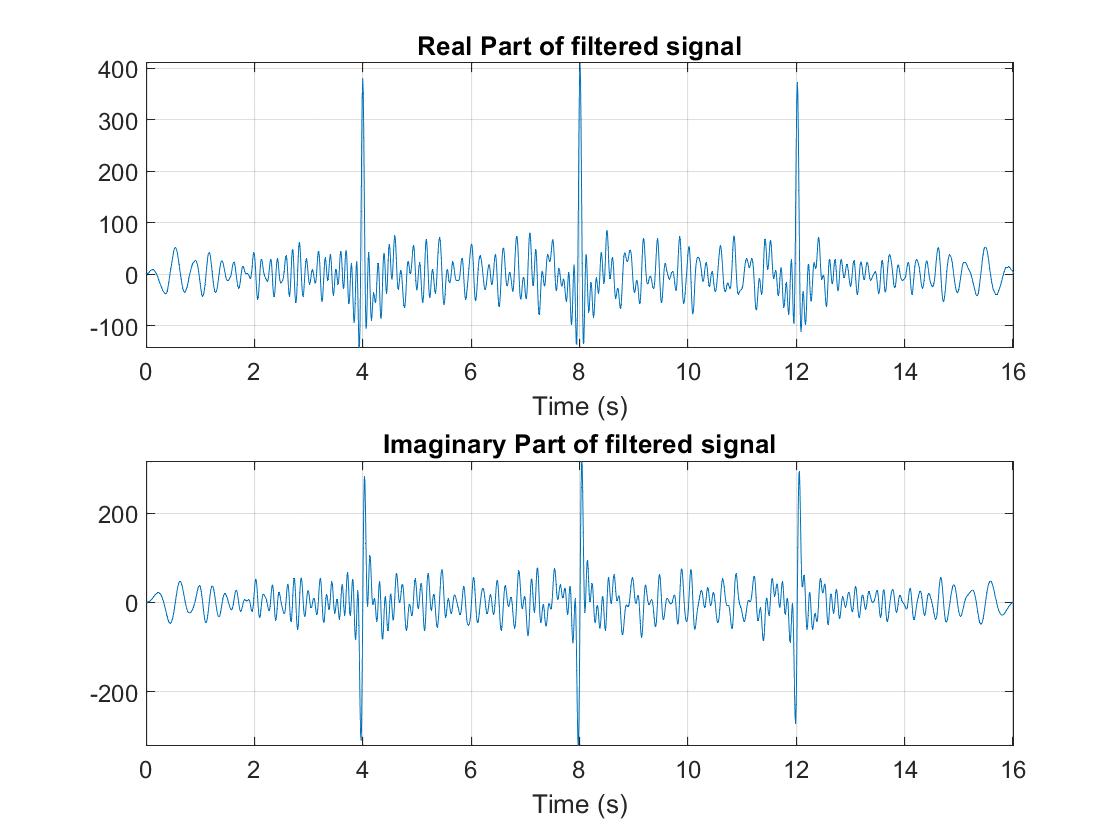 Real Part of filtered signal
400
300
200
100
0
-100
0 2 4 6 8 10 12 14 16
Time (s)
Imaginary Part of filtered signal
200
0
-200
0 2 4 6 8 10 12 14 16
Time (s)